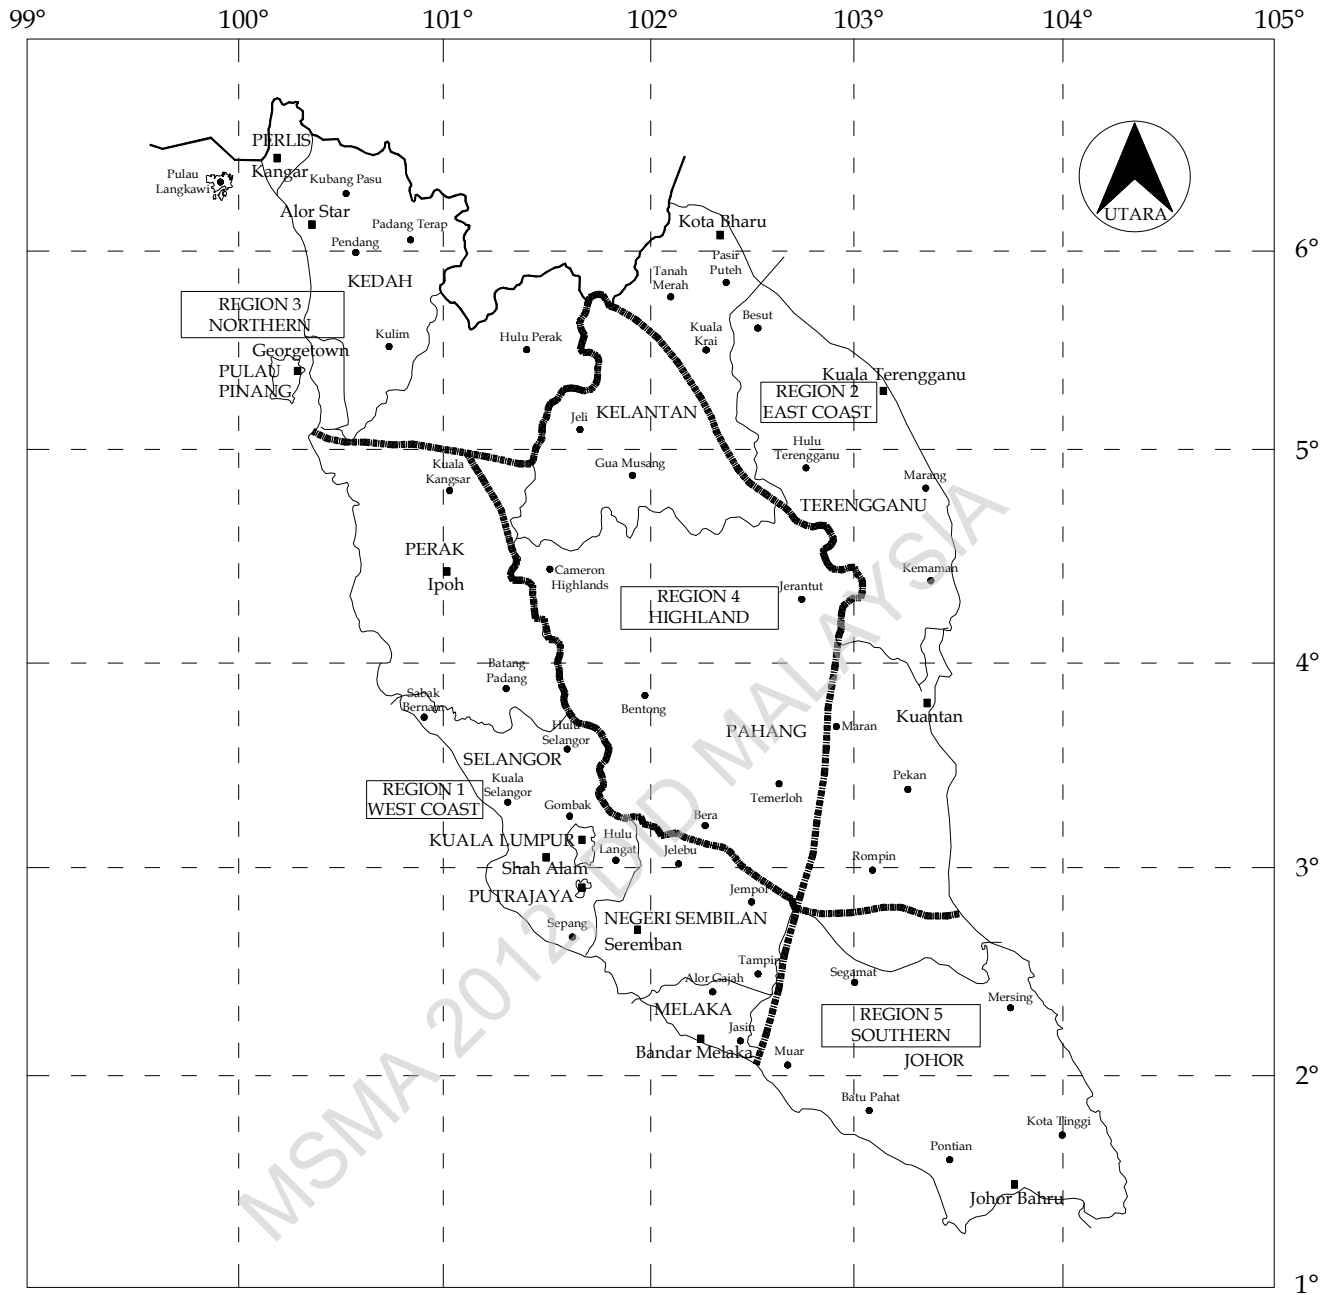 99°
100°
101°
102°
103°
104°
105°
PERLIS
Kangar
Pulau
Langkawi
Kubang Pasu
Alor Star
Padang Terap
Pendang
KEDAH
UTARA
Kota Bharu
6°
Pasir
Puteh
Tanah
Merah
REGION 3
NORTHERN
Besut
Kulim
Hulu Perak
Kuala
Krai
Georgetown
PULAU
PINANG
Kuala Terengganu
REGION 2
EAST COAST
KELANTAN
Jeli
5°
Hulu
Terengganu
Gua Musang
Kuala
Kangsar
Marang
TERENGGANU
PERAK
Ipoh
Cameron
Highlands
Kemaman
Jerantut
REGION 4
HIGHLAND
4°
Batang
Padang
Sabak
Bernam
Bentong
Kuantan
Hulu
Selangor
PAHANG
Maran
SELANGOR
Kuala
Selangor
REGION 1
WEST COAST
Pekan
Temerloh
Gombak
Bera
KUALA LUMPUR
Hulu
Langat
Jelebu
Shah Alam
Rompin
3°
PUTRAJAYA
Jempol
NEGERI SEMBILAN
Sepang
Seremban
Tampin
Alor Gajah
Segamat
MELAKA
Mersing
REGION 5
SOUTHERN
Jasin
Bandar Melaka
Muar
JOHOR
2°
Batu Pahat
Kota Tinggi
Pontian
Johor Bahru
1°
MSMA 2012, DID MALAYSIA